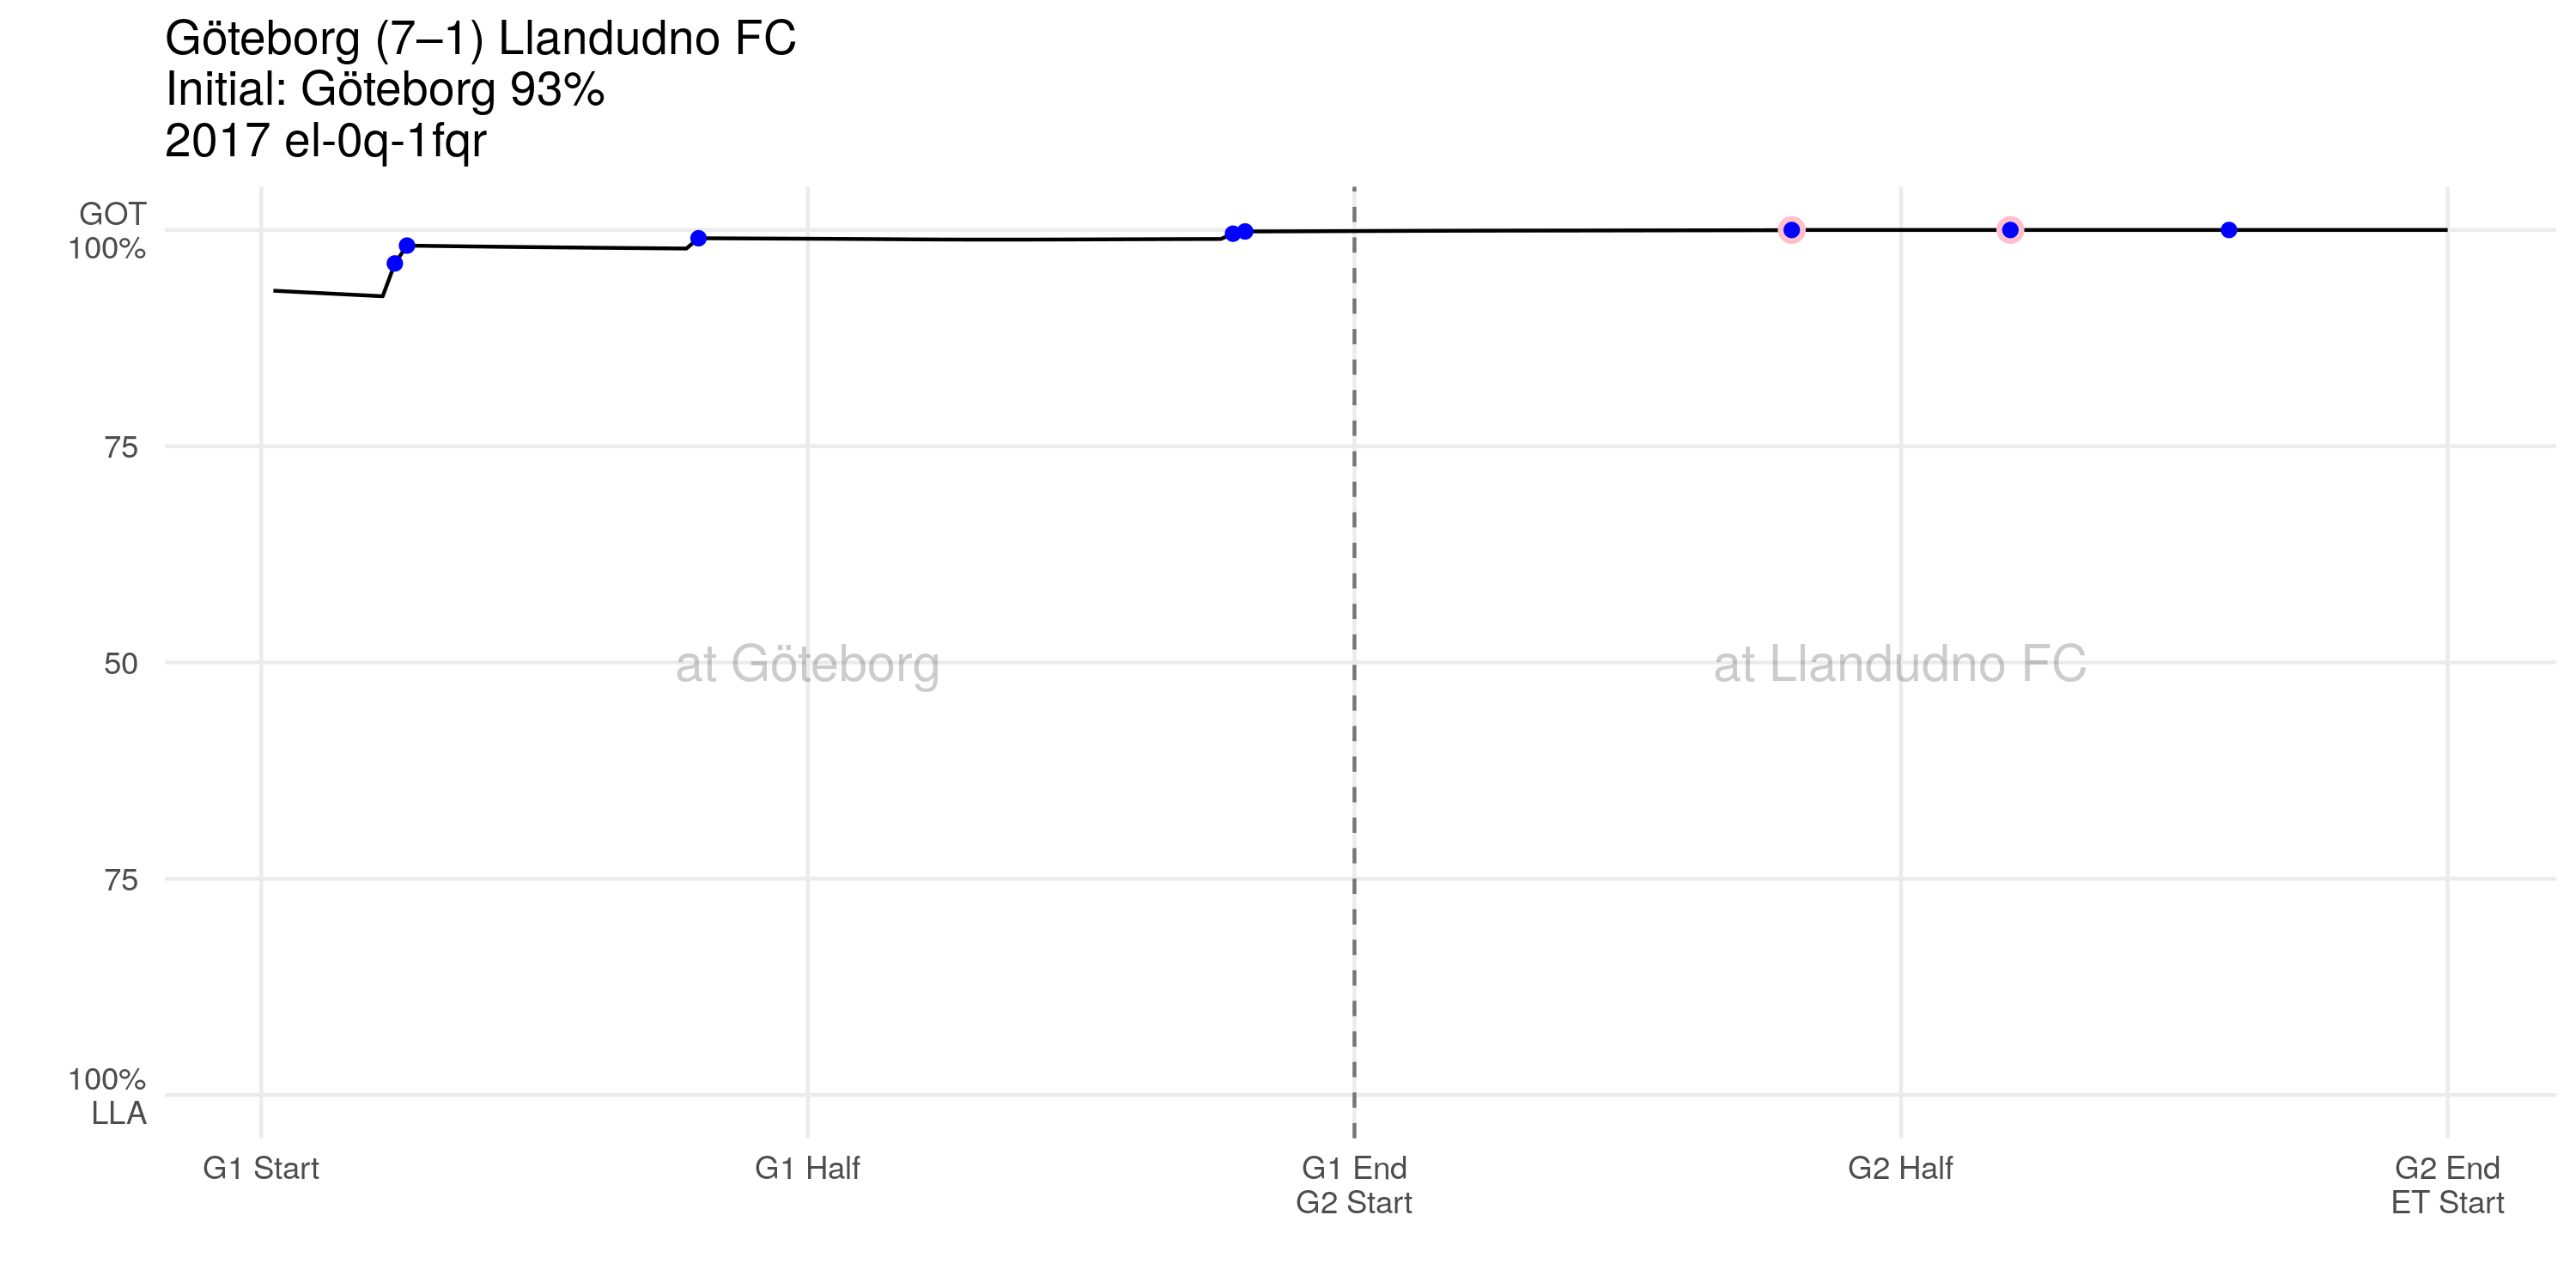 Göteborg (7–1) Llandudno FC
Initial: Göteborg 93%
2017 el-0q-1fqr
GOT
100%
75
50
75
100%
LLA
at Göteborg
at Llandudno FC
G1 Start
G1 Half
G1 End
G2 Start
G2 Half
G2 End
ET Start